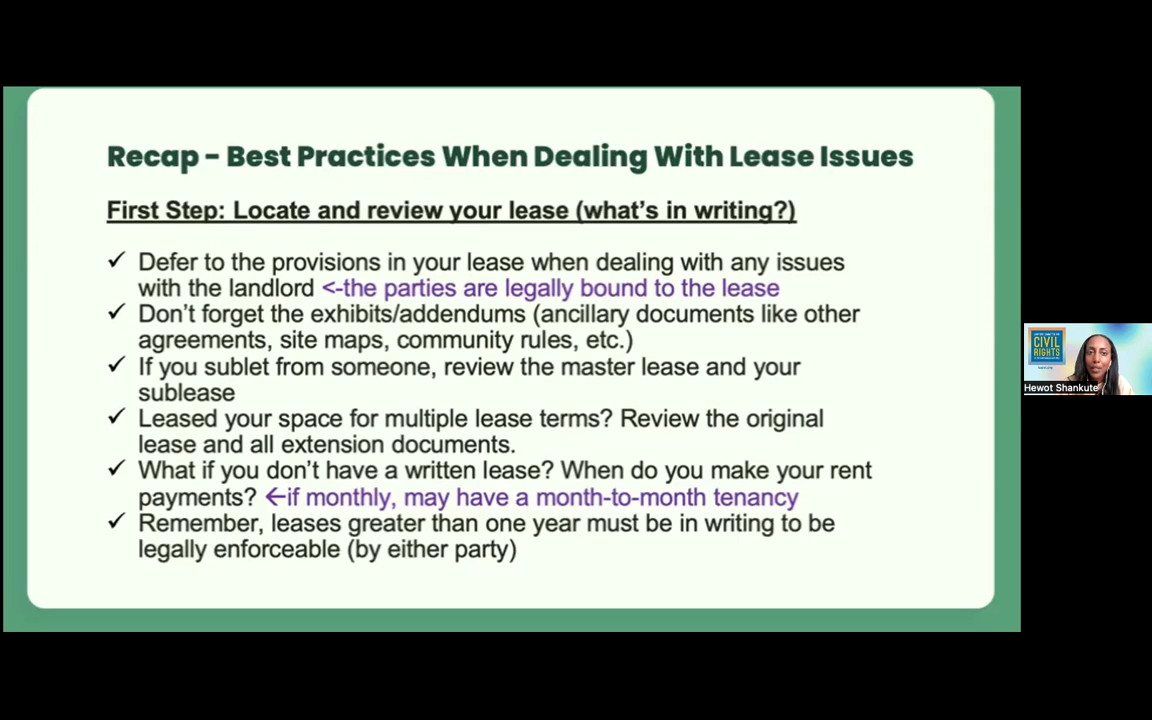 Recap – Best Practices When Dealing With Lease Issues
First Step: Locate and review your lease (what's in writing?)
✓ Defer to the provisions in your lease when dealing with any issues
with the landlord <-the parties are legally bound to the lease
✓ Don't forget the exhibits/addendums (ancillary documents like other
agreements, site maps, community rules, etc.)
✓ If you sublet from someone, review the master lease and your
sublease
✓ Leased your space for multiple lease terms? Review the original
lease and all extension documents.
✓ What if you don't have a written lease? When do you make your rent
payments? ←if monthly, may have a month-to-month tenancy
✓ Remember, leases greater than one year must be in writing to be
legally enforceable (by either party)
CIVIL
RIGHTS
Hewot Shankute